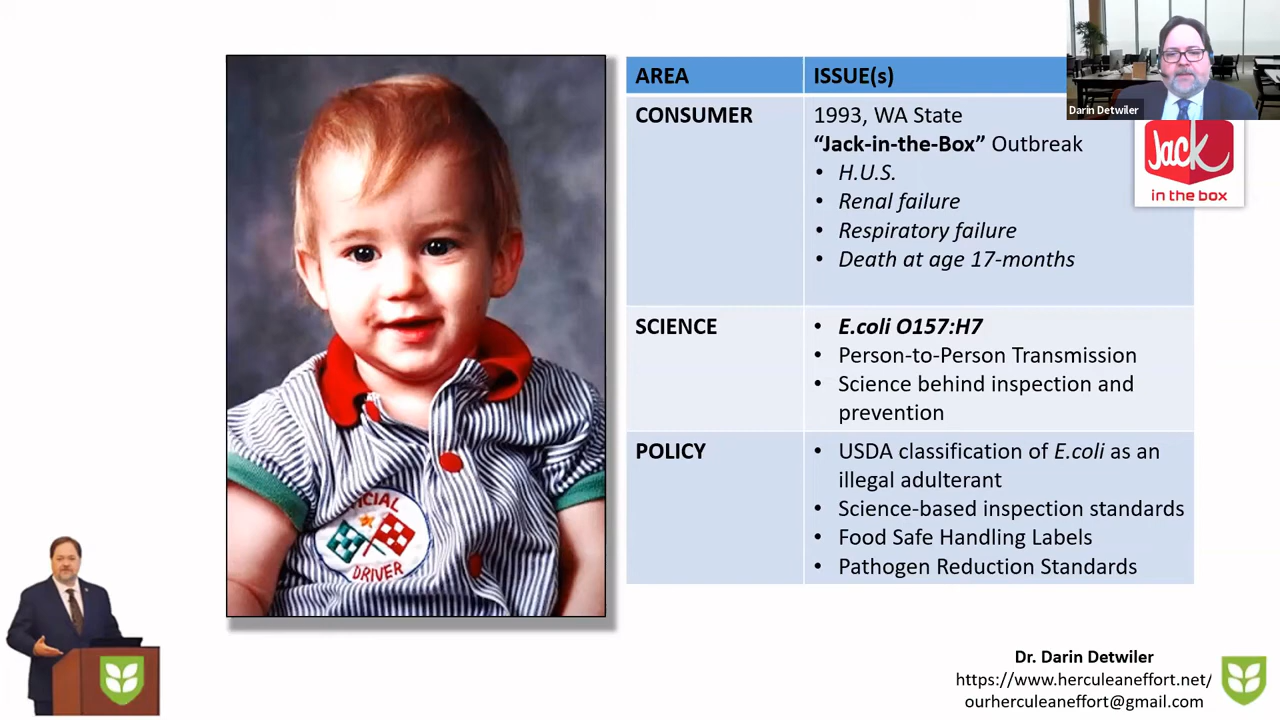 AREA
ISSUE(s)
Darin Detwiler
CONSUMER
1993, WA State
“Jack-in-the-Box” Outbreak
• H.U.S.
• Renal failure
• Respiratory failure
• Death at age 17-months
Jack
in the box
SCIENCE
• E.coli O157:H7
• Person-to-Person Transmission
• Science behind inspection and
prevention
POLICY
• USDA classification of E.coli as an
illegal adulterant
• Science-based inspection standards
• Food Safe Handling Labels
• Pathogen Reduction Standards
DRIVER
Dr. Darin Detwiler
https://www.herculeaneffort.net/
ourherculeaneffort@gmail.com